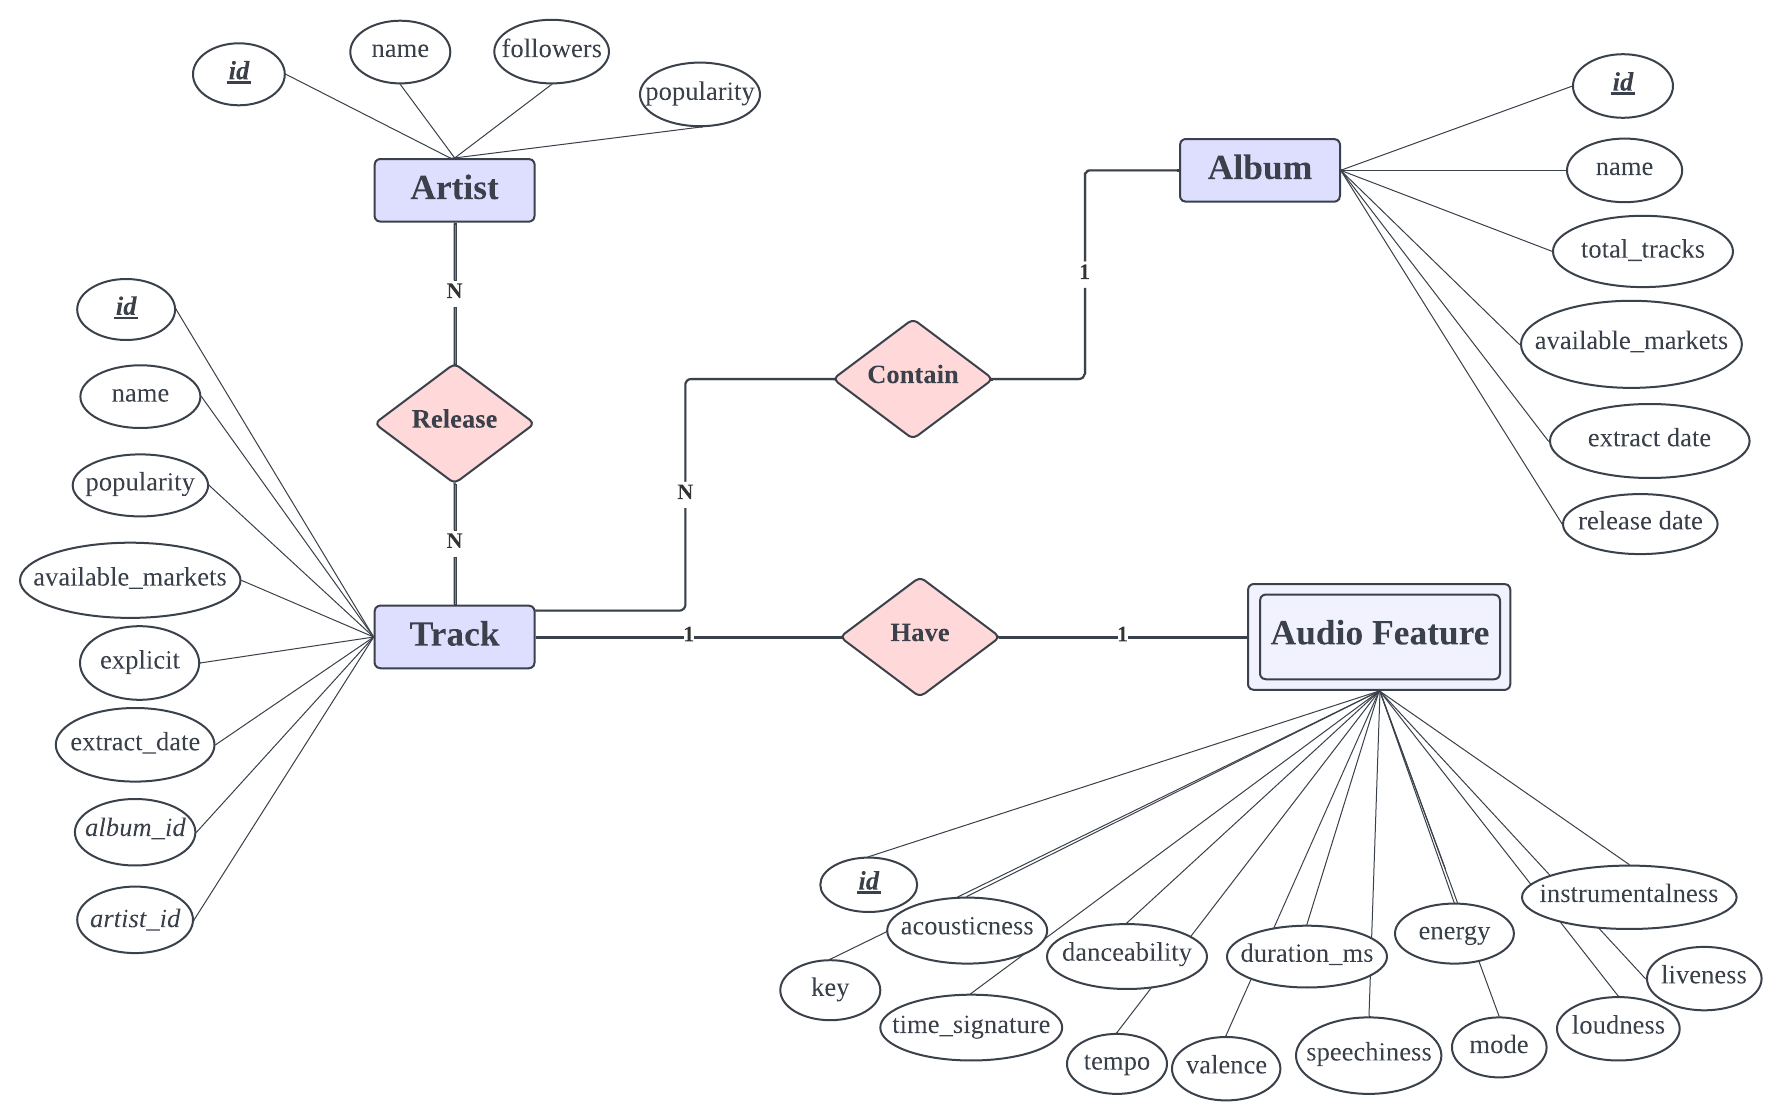 id
name
followers
popularity
Artist
Album
id
name
total_tracks
available_markets
extract date
release date
N
1
Release
Contain
N
N
id
name
popularity
available_markets
explicit
extract_date
album_id
artist_id
Track
1
Have
1
Audio Feature
id
acousticness
key
time_signature
danceability
tempo
duration_ms
valence
speechiness
energy
mode
instrumentalness
liveness
loudness